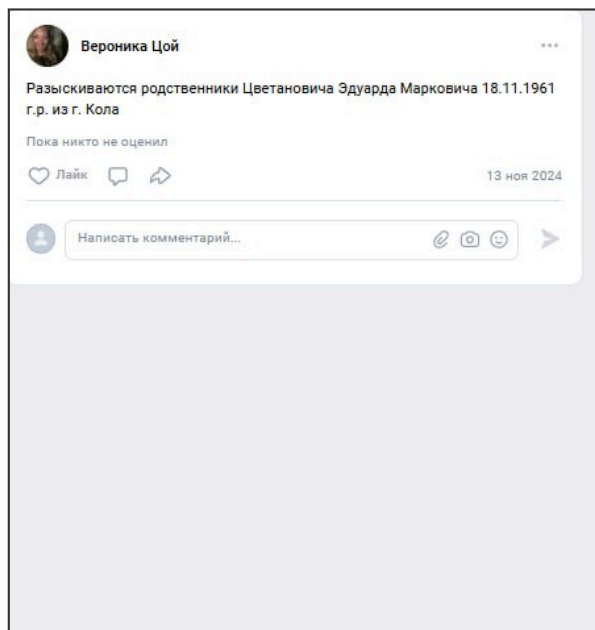 Вероника Цой
Разыскиваются родственники Цветановича Эдуарда Марковича 18.11.1961
г.р. из г. Кола
Пока никто не оценил
Лайк
13 ноя 2024
Написать комментарий...